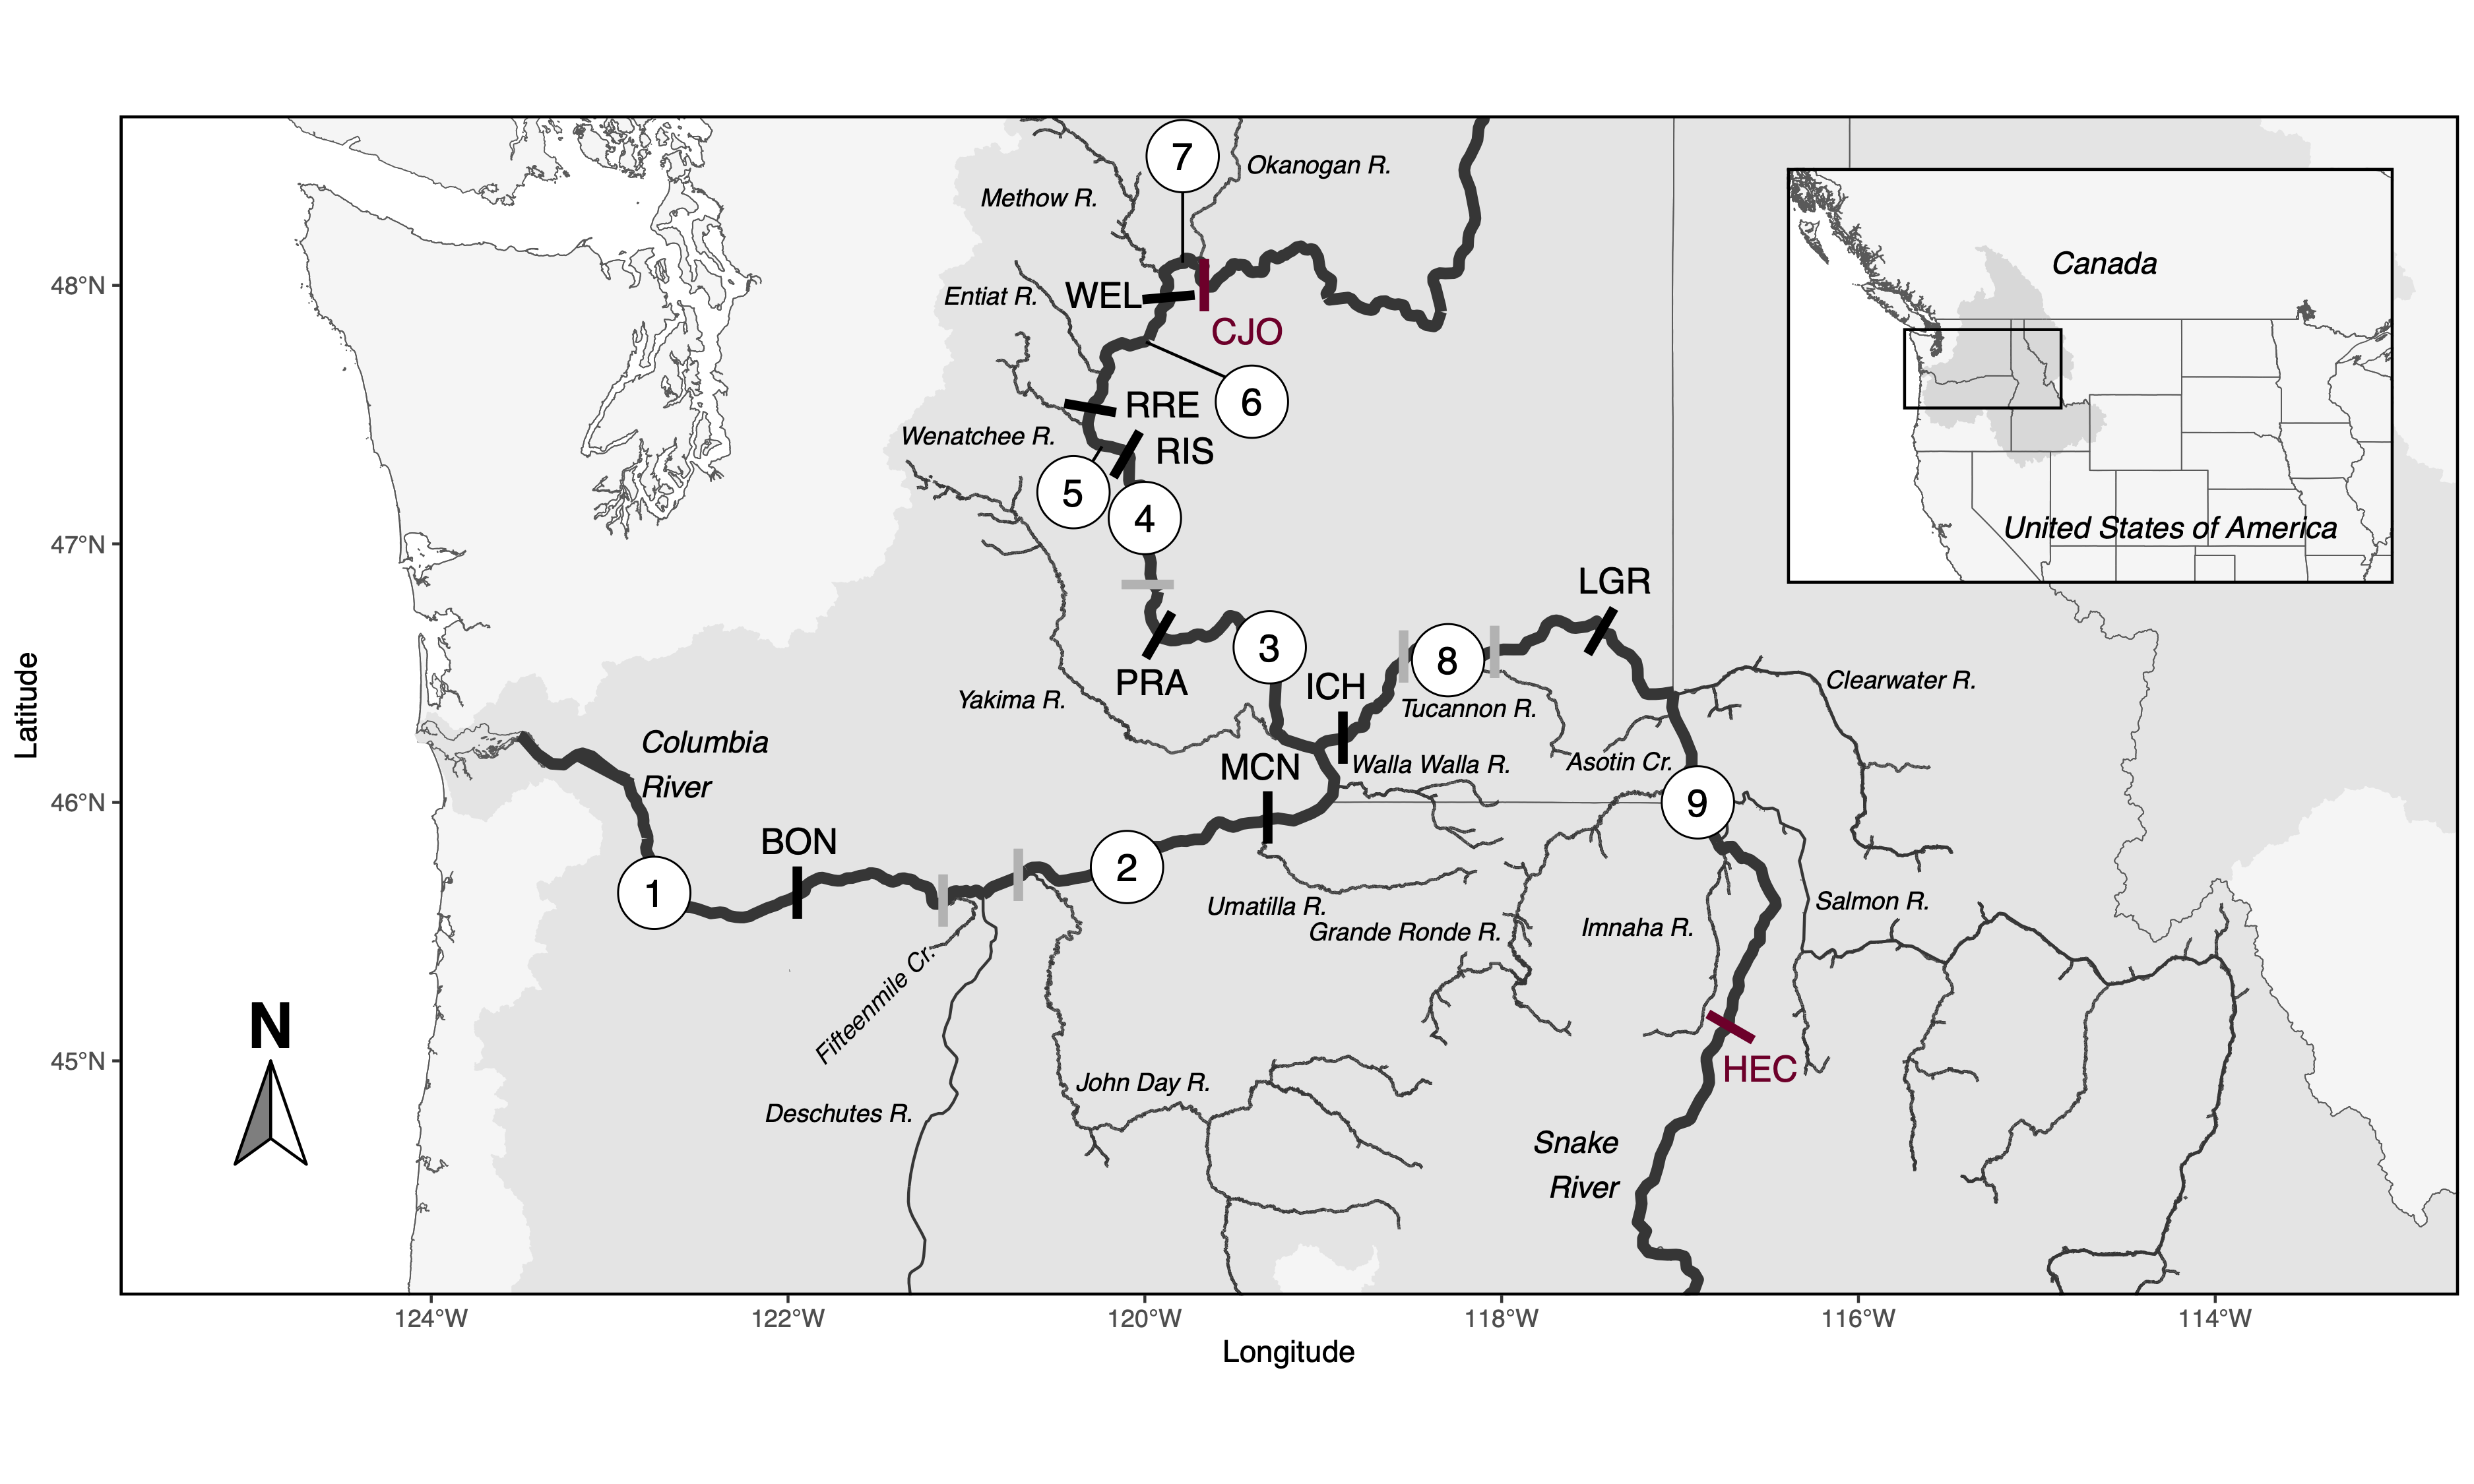 7
Okanogan R.
Methow R.
Canada
48°N
Entiat R.
WEL
CJO
6
RRE
Wenatchee R.
RIS
5
4
United States of America
47°N
LGR
3
8
PRA
ICH
Clearwater R.
Yakima R.
Tucannon R.
Latitude
Columbia
River
MCN
Walla Walla R.
Asotin Cr.
46°N
9
BON
2
1
Umatilla R.
Grande Ronde R.
Imnaha R.
Salmon R.
Fifteenmile Cr.
N
45°N
HEC
John Day R.
Deschutes R.
Snake
River
124°W
122°W
120°W
118°W
116°W
114°W
Longitude